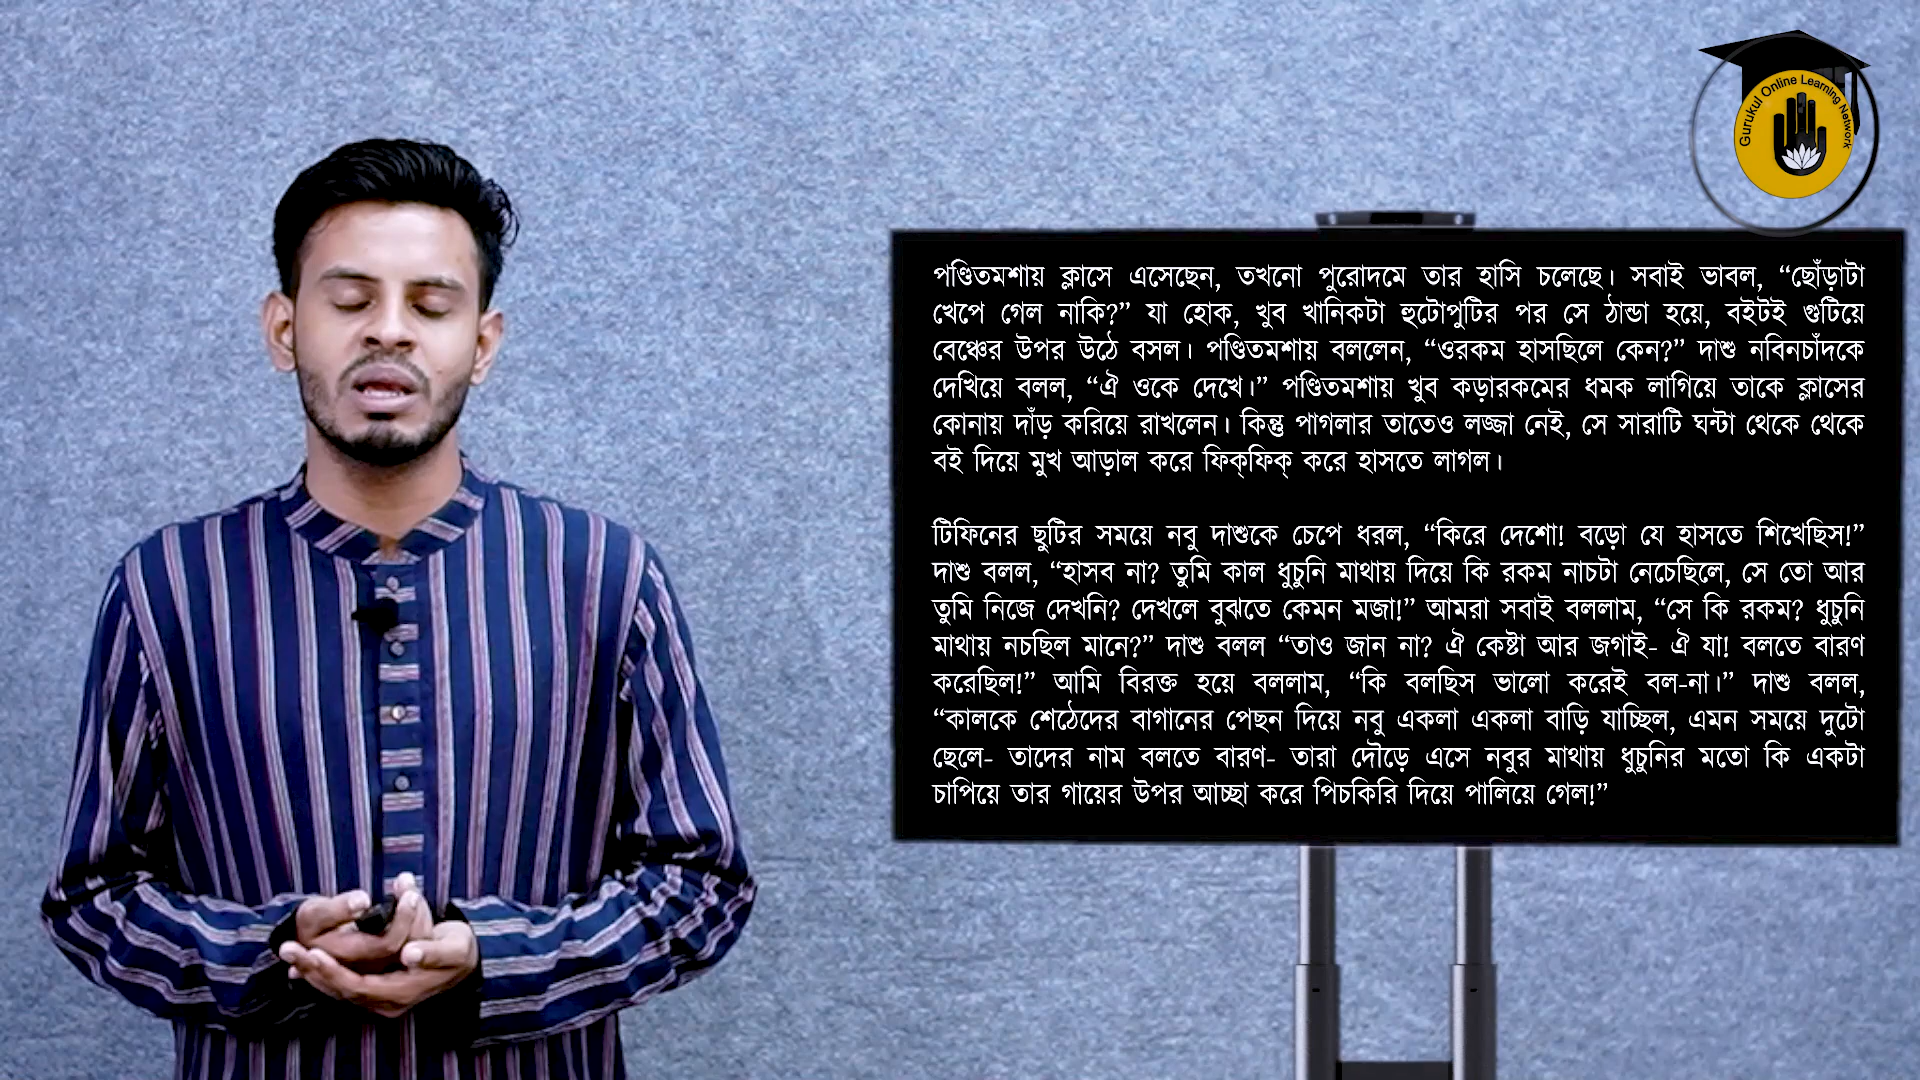 Gurukul Online Learning Network
পণ্ডিতমশায় ক্লাসে এসেছেন, তখনো পুরোদমে তার হাসি চলেছে। সবাই ভাবল, “ছোঁড়াটা
খেপে গেল নাকি?” যা হোক, খুব খানিকটা হুটোপুটির পর সে ঠান্ডা হয়ে, বইটই গুটিয়ে
বেঞ্চের উপর উঠে বসল। পণ্ডিতমশায় বললেন, “ওরকম হাসছিলে কেন?” দাশু নবিনচাঁদকে
দেখিয়ে বলল, “ঐ ওকে দেখে।” পণ্ডিতমশায় খুব কড়ারকমের ধমক লাগিয়ে তাকে ক্লাসের
কোনায় দাঁড় করিয়ে রাখলেন। কিন্তু পাগলার তাতেও লজ্জা নেই, সে সারাটি ঘন্টা থেকে থেকে
বই দিয়ে মুখ আড়াল করে ফিক্‌ফিক্‌ করে হাসতে লাগল।
টিফিনের ছুটির সময়ে নবু দাশুকে চেপে ধরল, “কিরে দেশো! বড়ো যে হাসতে শিখেছিস!”
দাশু বলল, “হাসব না? তুমি কাল ধুচুনি মাথায় দিয়ে কি রকম নাচটা নেচেছিলে, সে তো আর
তুমি নিজে দেখনি? দেখলে বুঝতে কেমন মজা!” আমরা সবাই বললাম, “সে কি রকম? ধুচুনি
মাথায় নচছিল মানে?” দাশু বলল “তাও জান না? ঐ কেষ্টা আর জগাই- ঐ যা! বলতে বারণ
করেছিল!” আমি বিরক্ত হয়ে বললাম, “কি বলছিস ভালো করেই বল-না।” দাশু বলল,
“কালকে শেঠেদের বাগানের পেছন দিয়ে নবু একলা একলা বাড়ি যাচ্ছিল, এমন সময়ে দুটো
ছেলে- তাদের নাম বলতে বারণ- তারা দৌড়ে এসে নবুর মাথায় ধুচুনির মতো কি একটা
চাপিয়ে তার গায়ের উপর আচ্ছা করে পিচকিরি দিয়ে পালিয়ে গেল!”